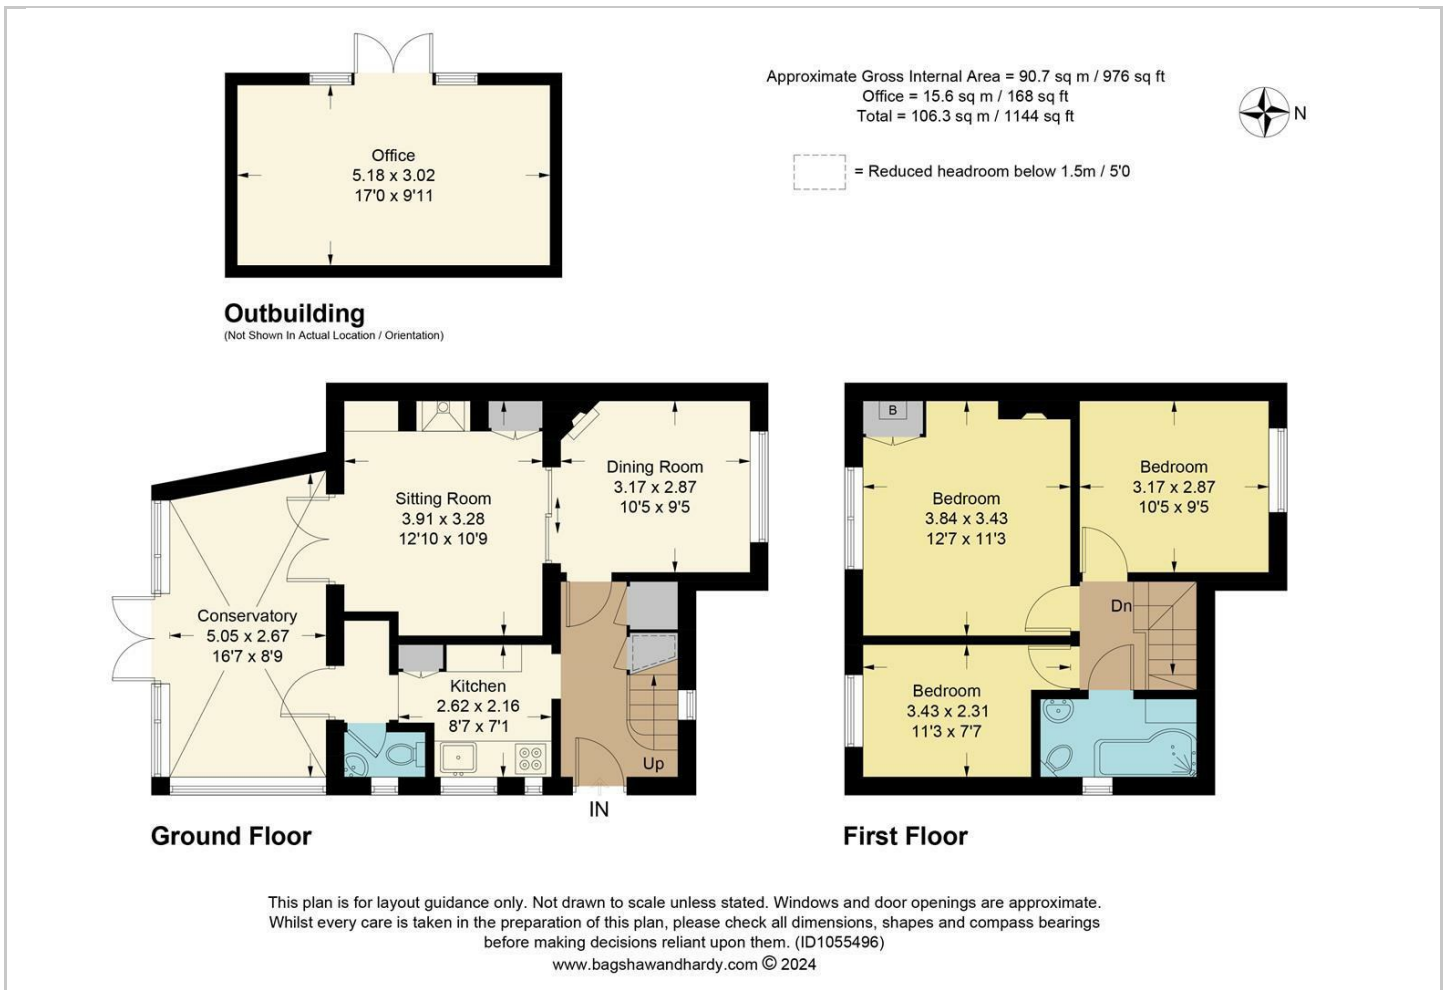 Approximate Gross Internal Area = 90.7 sq m / 976 sq ft
Office = 15.6 sq m / 168 sq ft
Total = 106.3 sq m / 1144 sq ft
N
= Reduced headroom below 1.5m / 5'0
Office
5.18 x 3.02
17'0 x 9'11
Outbuilding
(Not Shown In Actual Location / Orientation)
Sitting Room
3.91 x 3.28
12'10 x 10'9
Dining Room
3.17 x 2.87
10'5 x 9'5
Conservatory
5.05 x 2.67
16'7 x 8'9
Kitchen
2.62 x 2.16
8'7 x 7'1
Up
IN
Ground Floor
B
Bedroom
3.84 x 3.43
12'7 x 11'3
Bedroom
3.17 x 2.87
10'5 x 9'5
Dn
Bedroom
3.43 x 2.31
11'3 x 7'7
First Floor
This plan is for layout guidance only. Not drawn to scale unless stated. Windows and door openings are approximate.
Whilst every care is taken in the preparation of this plan, please check all dimensions, shapes and compass bearings
before making decisions reliant upon them. (ID1055496)
www.bagshawandhardy.com © 2024